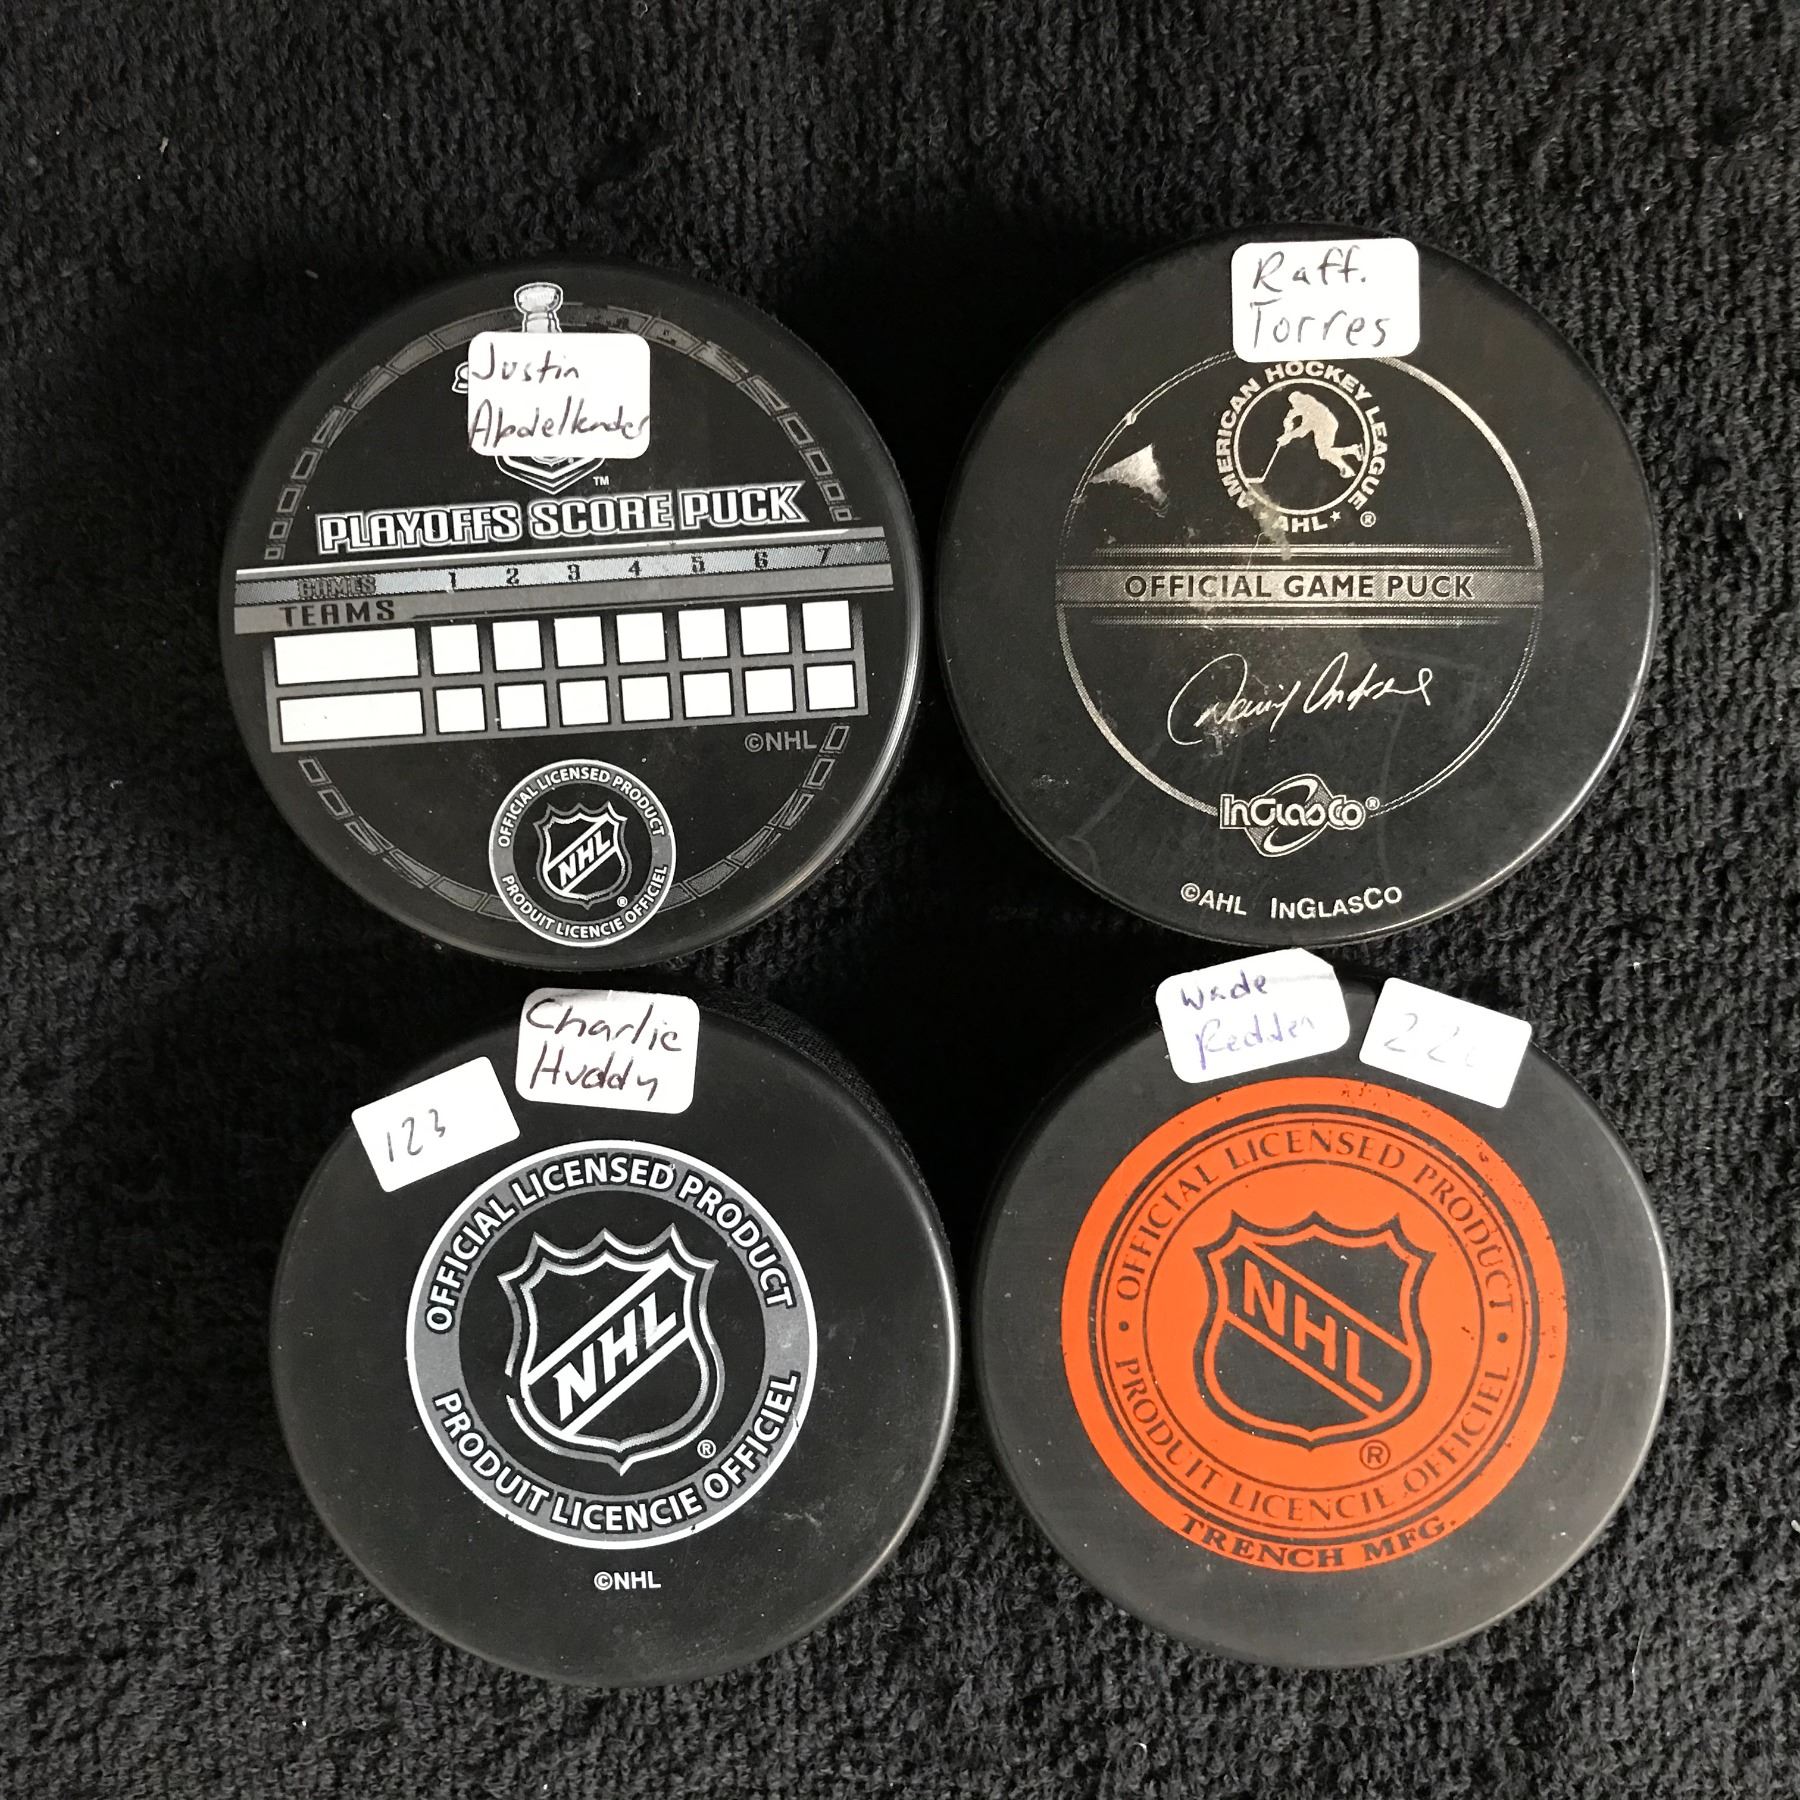 Justin
Abdelkader
™
PLAYOFFS SCORE PUCK
GAMES 1 2 3 4 5 6 7
TEAMS
©NHL
OFFICIAL LICENSED PRODUCT
NHL
®
PRODUIT LICENCIE OFFICIEL
Raff.
Torres
AMERICAN HOCKEY LEAGUE
AHL ®
OFFICIAL GAME PUCK
InGlasCo®
©AHL INGLASCO
Charlie
Huddy
123
OFFICIAL LICENSED PRODUCT
NHL
®
PRODUIT LICENCIE OFFICIEL
©NHL
Wade
Redden
OFFICIAL LICENSED PRODUCT
NHL
®
PRODUIT LICENCIE OFFICIEL
TRENCH MFG.